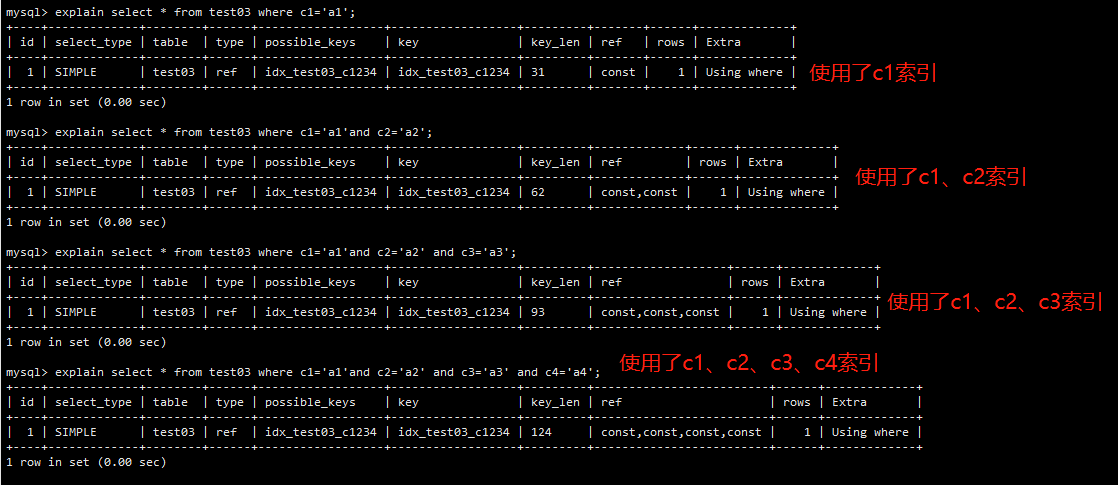 mysql> explain select * from test03 where c1='a1';
+----+-------------+--------+------+------------------+------------------+---------+-------+------+-------------+
| id | select_type | table | type | possible_keys | key | key_len | ref | rows | Extra |
+----+-------------+--------+------+------------------+------------------+---------+-------+------+-------------+
| 1 | SIMPLE | test03 | ref | idx_test03_c1234 | idx_test03_c1234 | 31 | const | 1 | Using where | 使用了c1索引
+----+-------------+--------+------+------------------+------------------+---------+-------+------+-------------+
1 row in set (0.00 sec)
mysql> explain select * from test03 where c1='a1'and c2='a2';
+----+-------------+--------+------+------------------+------------------+---------+-------------+------+-------------+
| id | select_type | table | type | possible_keys | key | key_len | ref | rows | Extra |
+----+-------------+--------+------+------------------+------------------+---------+-------------+------+-------------+
| 1 | SIMPLE | test03 | ref | idx_test03_c1234 | idx_test03_c1234 | 62 | const,const | 1 | Using where | 使用了c1、c2索引
+----+-------------+--------+------+------------------+------------------+---------+-------------+------+-------------+
1 row in set (0.00 sec)
mysql> explain select * from test03 where c1='a1'and c2='a2' and c3='a3';
+----+-------------+--------+------+------------------+------------------+---------+-------------------+------+-------------+
| id | select_type | table | type | possible_keys | key | key_len | ref | rows | Extra |
+----+-------------+--------+------+------------------+------------------+---------+-------------------+------+-------------+
| 1 | SIMPLE | test03 | ref | idx_test03_c1234 | idx_test03_c1234 | 93 | const,const,const | 1 | Using where | 使用了c1、c2、c3索引
+----+-------------+--------+------+------------------+------------------+---------+-------------------+------+-------------+
1 row in set (0.00 sec)
mysql> explain select * from test03 where c1='a1'and c2='a2' and c3='a3' and c4='a4'; 使用了c1、c2、c3、c4索引
+----+-------------+--------+------+------------------+------------------+---------+-------------------------+------+-------------+
| id | select_type | table | type | possible_keys | key | key_len | ref | rows | Extra |
+----+-------------+--------+------+------------------+------------------+---------+-------------------------+------+-------------+
| 1 | SIMPLE | test03 | ref | idx_test03_c1234 | idx_test03_c1234 | 124 | const,const,const,const | 1 | Using where |
+----+-------------+--------+------+------------------+------------------+---------+-------------------------+------+-------------+
1 row in set (0.00 sec)